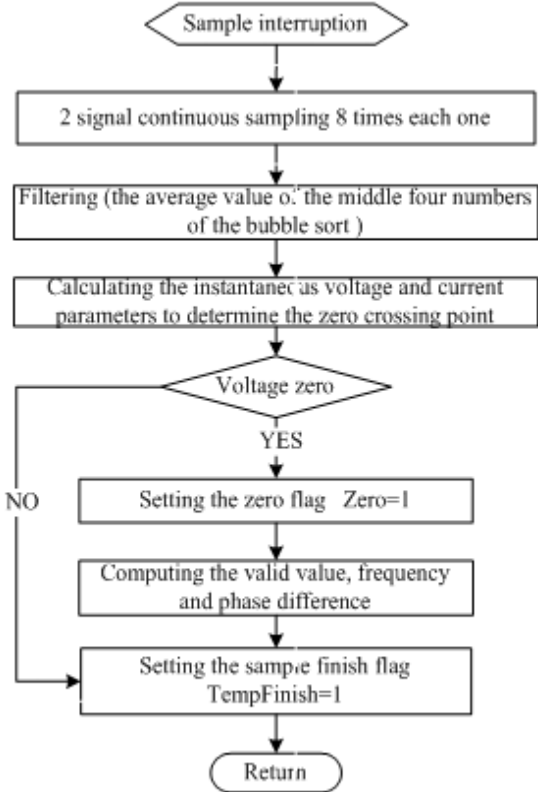 Sample interruption
2 signal continuous sampling 8 times each one
Filtering (the average value of the middle four numbers
of the bubble sort )
Calculating the instantaneous voltage and current
parameters to determine the zero crossing point
Voltage zero
YES
NO
Setting the zero flag Zero=1
Computing the valid value, frequency
and phase difference
Setting the sample finish flag
TempFinish=1
Return